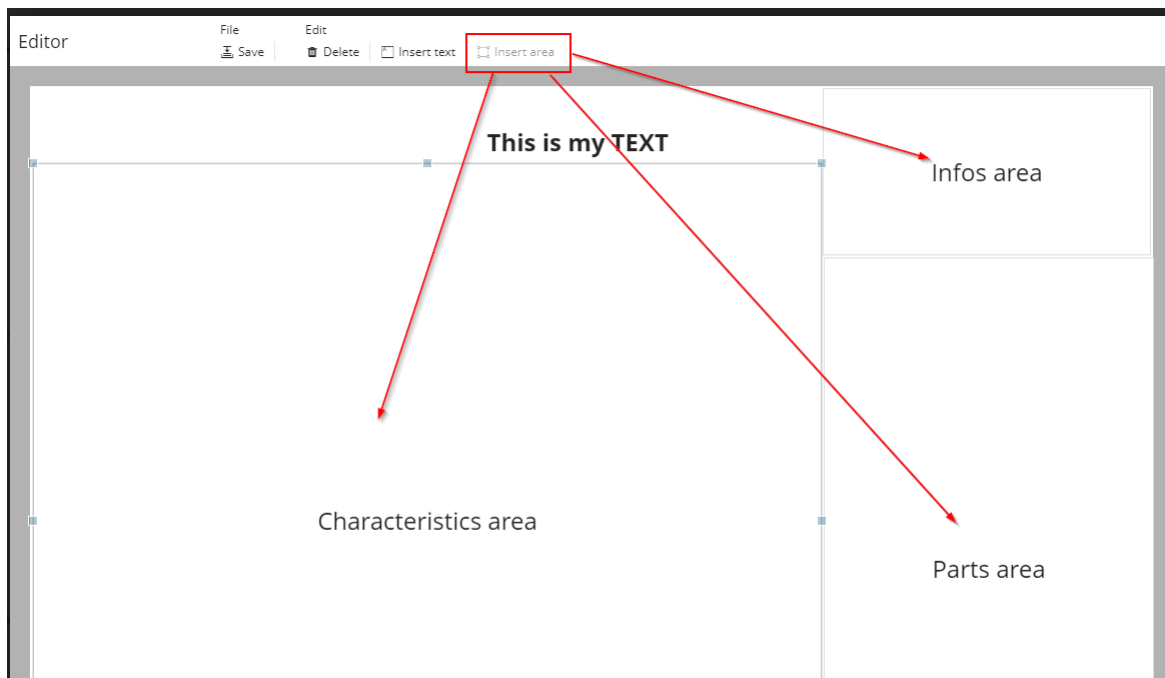 Editor
File
Edit
Save
Delete
Insert text
Insert area
This is my TEXT
Infos area
Characteristics area
Parts area